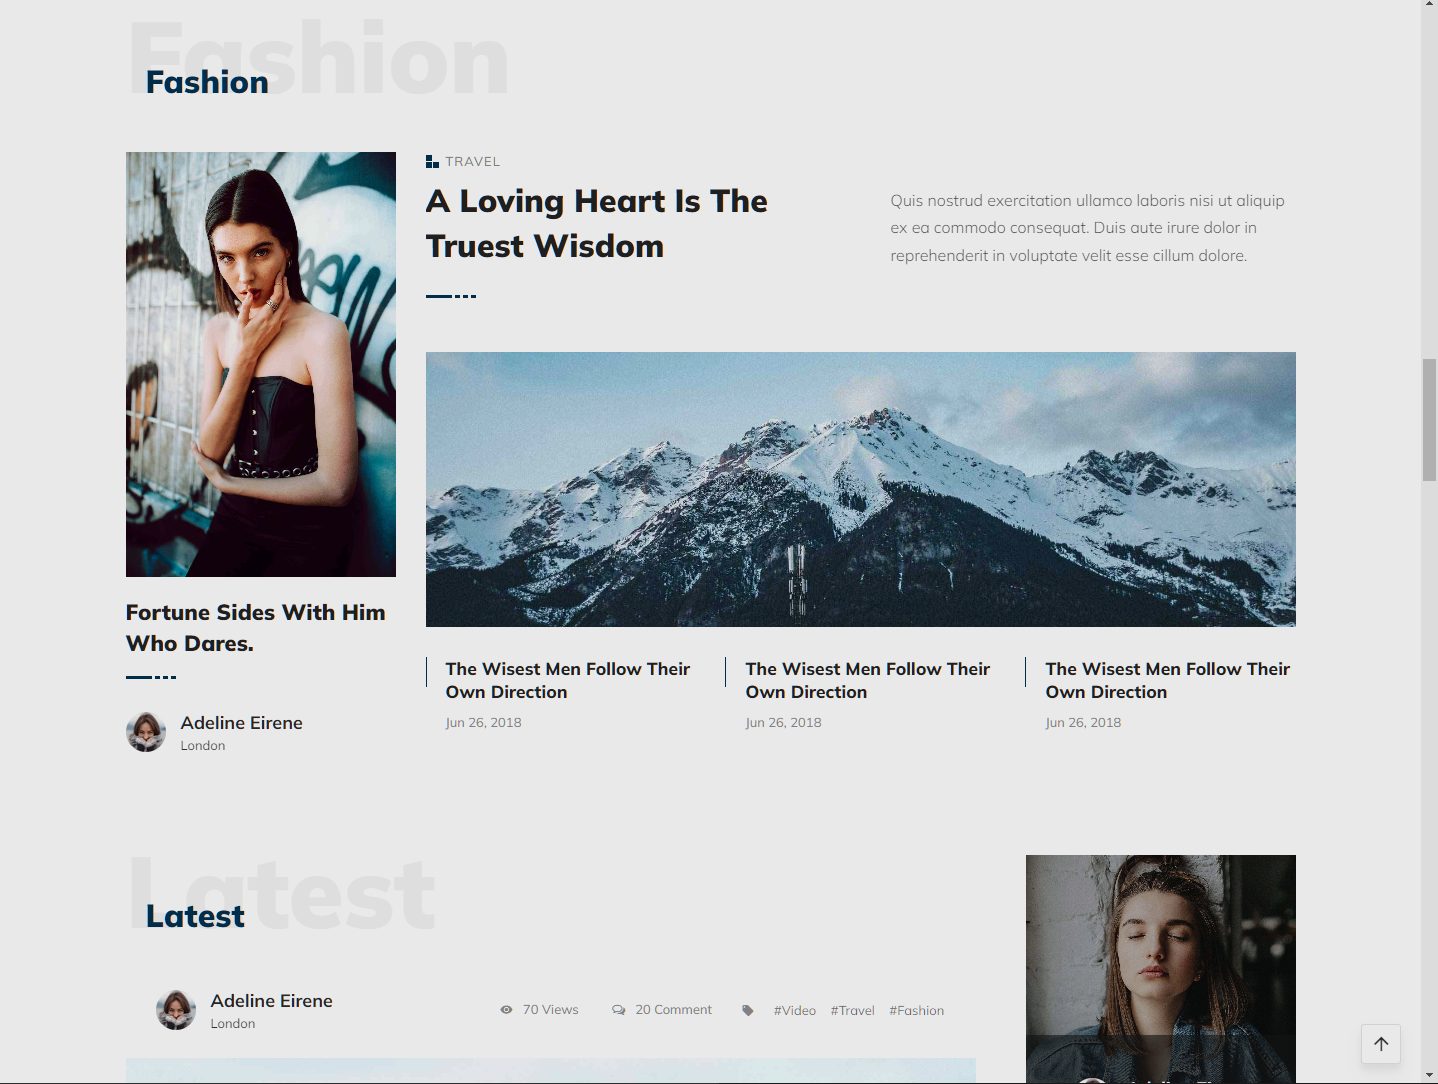 Fashion
Fashion
TRAVEL
A Loving Heart Is The
Truest Wisdom
Quis nostrud exercitation ullamco laboris nisi ut aliquip
ex ea commodo consequat. Duis aute irure dolor in
reprehenderit in voluptate velit esse cillum dolore.
Fortune Sides With Him
Who Dares.
Adeline Eirene
London
The Wisest Men Follow Their
Own Direction
Jun 26, 2018
The Wisest Men Follow Their
Own Direction
Jun 26, 2018
The Wisest Men Follow Their
Own Direction
Jun 26, 2018
Latest
Latest
Adeline Eirene
London
70 Views
20 Comment
#Video #Travel #Fashion